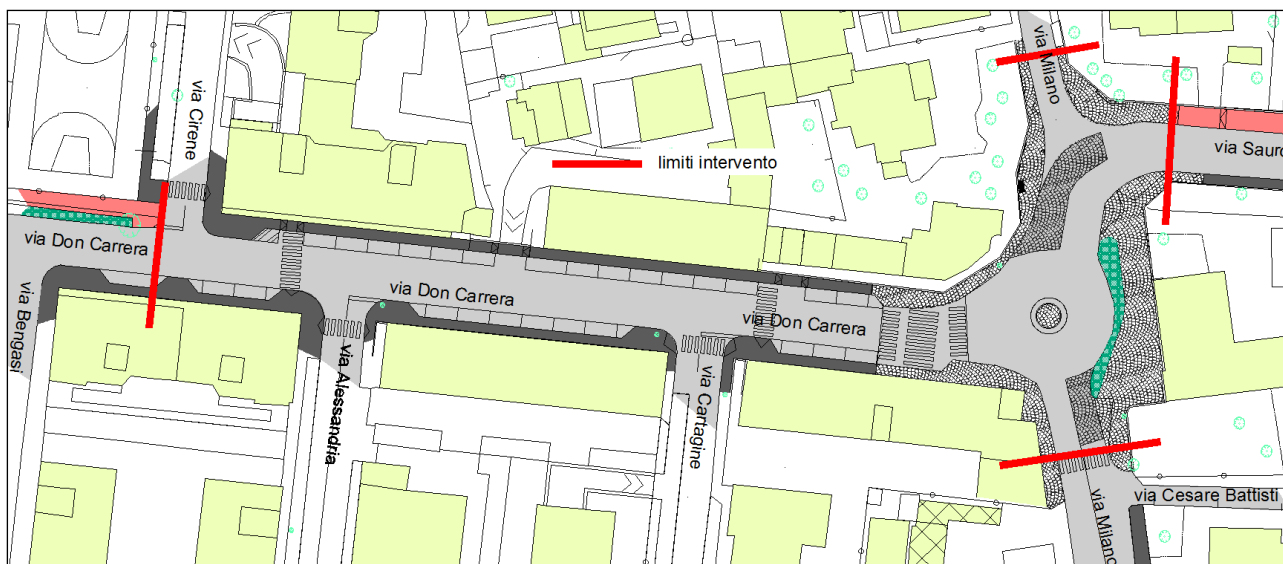 via Milano
via Cirene
via Sauro
limiti intervento
via Don Carrera
via Don Carrera
via Don Carrera
via Bengasi
via Alessandria
via Cartagine
via Cesare Battisti
via Milano